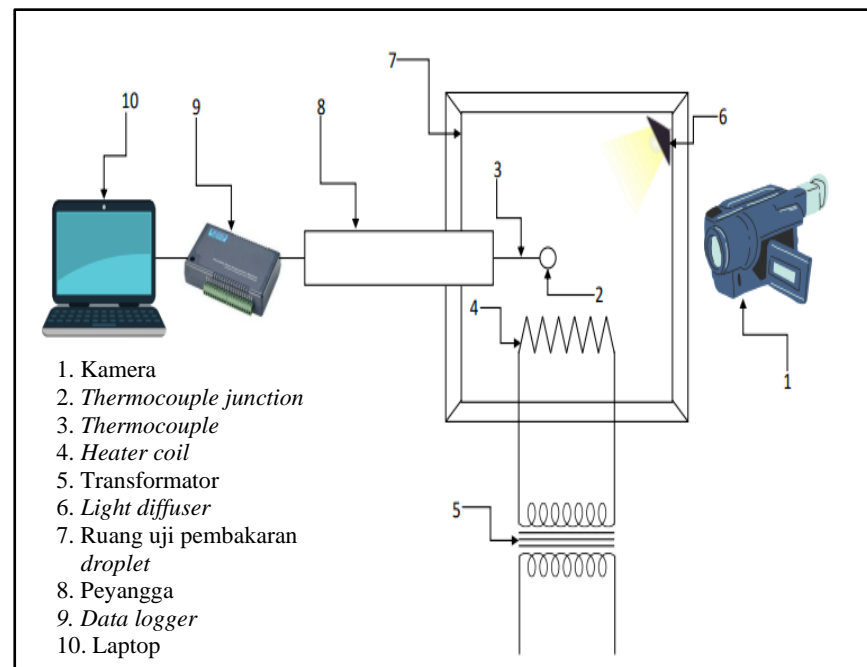 7
10
9
8
6
3
2
4
1
5
1. Kamera
2. Thermocouple junction
3. Thermocouple
4. Heater coil
5. Transformator
6. Light diffuser
7. Ruang uji pembakaran
droplet
8. Peyangga
9. Data logger
10. Laptop